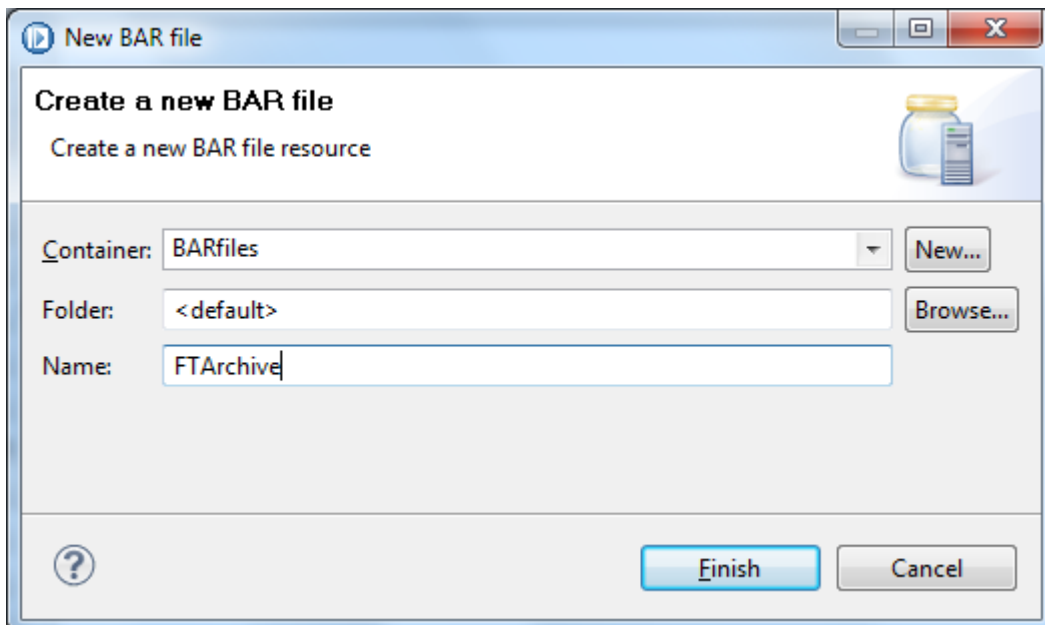 New BAR file
Create a new BAR file
Create a new BAR file resource
Container: BARfiles New...
Folder: <default> Browse...
Name: FTArchive
Finish Cancel